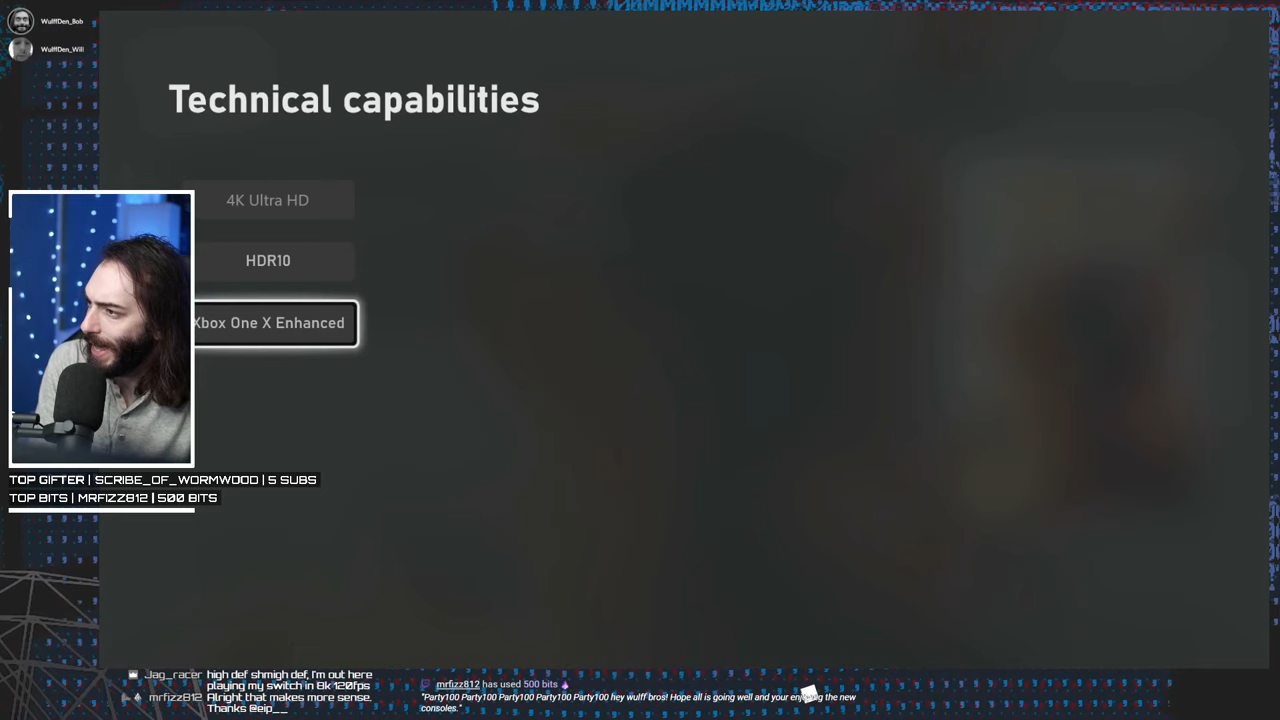 WulffDen_Bob
WulffDen_Will
Technical capabilities
4K Ultra HD
HDR10
Xbox One X Enhanced
TOP GIFTER | SCRIBE_OF_WORMWOOD | 5 SUBS
TOP BITS | MRFIZZ812 | 500 BITS
Jag_racer high def shmigh def, I'm out here
playing my switch in 8k 120fps
mrfizz812 Alright that makes more sense.
Thanks @eip__
mrfizz812 has used 500 bits
"Party100 Party100 Party100 Party100 Party100 hey wulff bros! Hope all is going well and your the new
consoles."